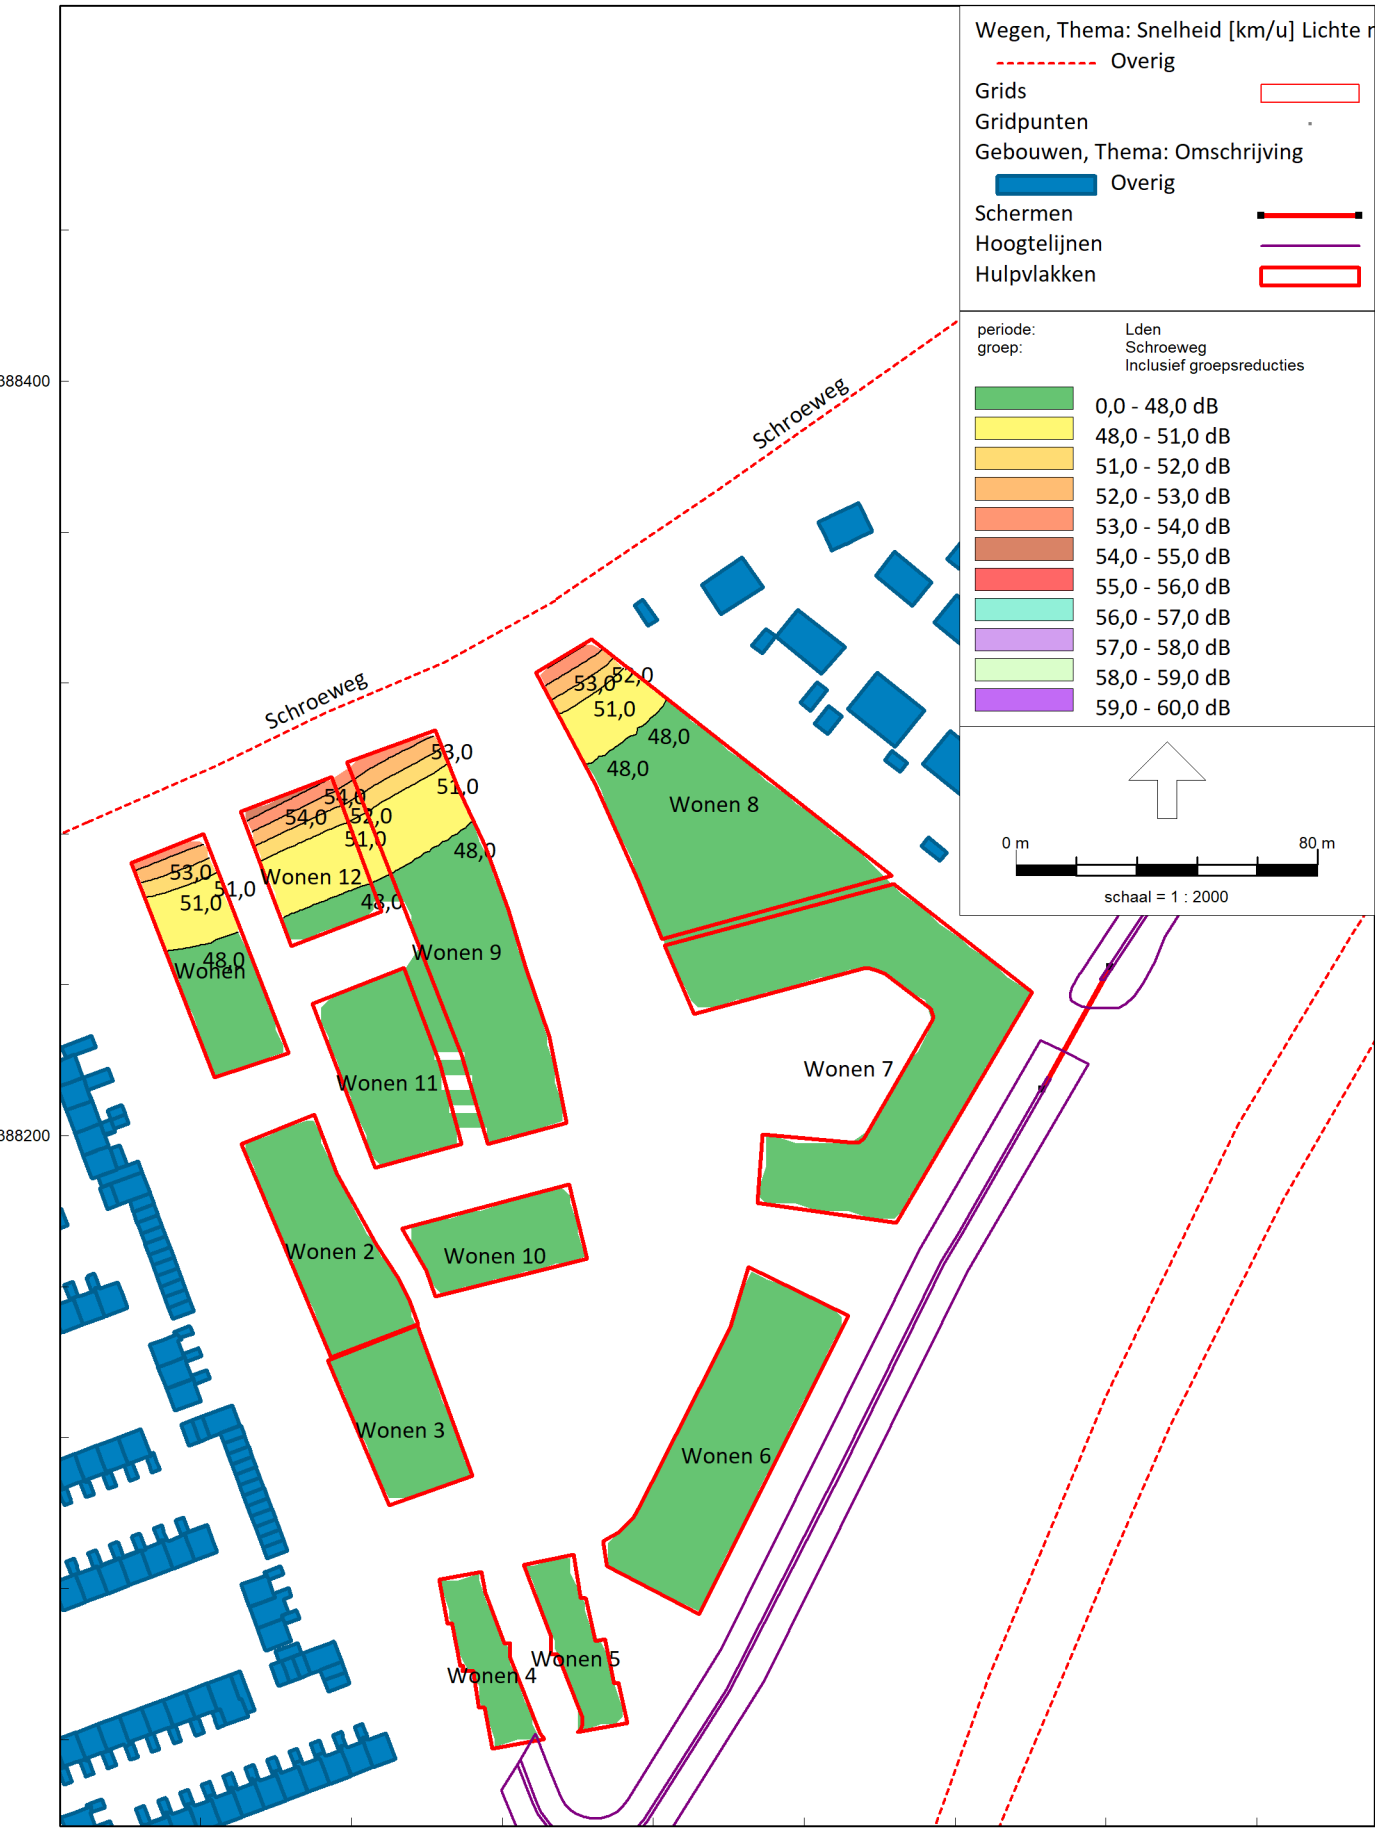 Wegen, Thema: Snelheid [km/u] Lichte
Overig
Grids
Gridpunten
Gebouwen, Thema: Omschrijving
Overig
Schermen
Hoogtelijnen
Hulpvlakken
periode: Lden
groep: Schroeweg
Inclusief groepsreducties
0,0 - 48,0 dB
48,0 - 51,0 dB
51,0 - 52,0 dB
52,0 - 53,0 dB
53,0 - 54,0 dB
54,0 - 55,0 dB
55,0 - 56,0 dB
56,0 - 57,0 dB
57,0 - 58,0 dB
58,0 - 59,0 dB
59,0 - 60,0 dB
0 m 80 m
schaal = 1 : 2000
388400
Schroeweg
Schroeweg
52,0
53,0
51,0
48,0
48,0
Wonen 8
53,0
51,0
54,0
54,0
52,0
51,0
48,0
Wonen 12
48,0
53,0
51,0
51,0
48,0
Wonen
Wonen 9
Wonen 7
Wonen 11
388200
Wonen 2
Wonen 10
Wonen 3
Wonen 6
Wonen 5
Wonen 4